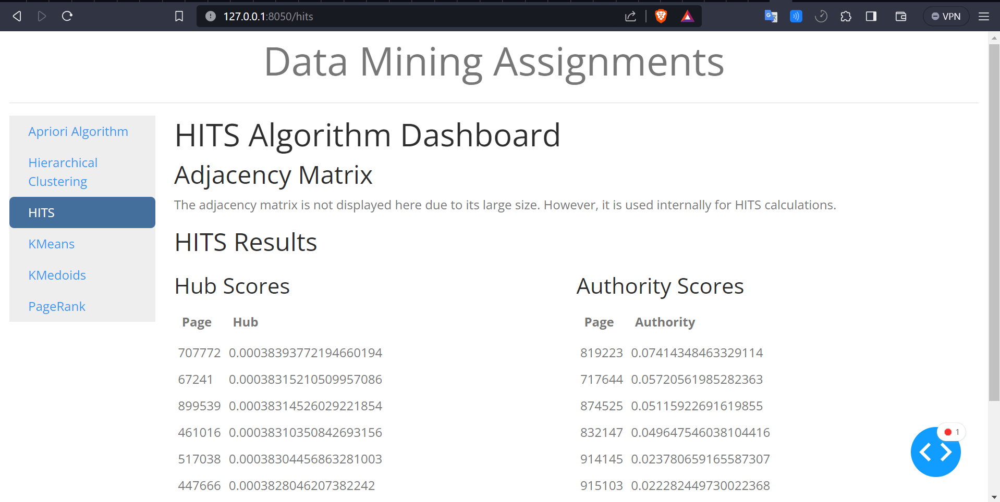 127.0.0.1:8050/hits
VPN
Data Mining Assignments
Apriori Algorithm
Hierarchical
Clustering
HITS
KMeans
KMedoids
PageRank
HITS Algorithm Dashboard
Adjacency Matrix
The adjacency matrix is not displayed here due to its large size. However, it is used internally for HITS calculations.
HITS Results
Hub Scores
Page Hub
707772 0.00038393772194660194
67241 0.00038315210509957086
899539 0.00038314526029221854
461016 0.00038310350842693156
517038 0.00038304456863281003
447666 0.0003828046207382242
Authority Scores
Page Authority
819223 0.07414348463329114
717644 0.05720561985282363
874525 0.05115922691619855
832147 0.049647546038104416
914145 0.023780659165587307
915103 0.022282449730022368
1